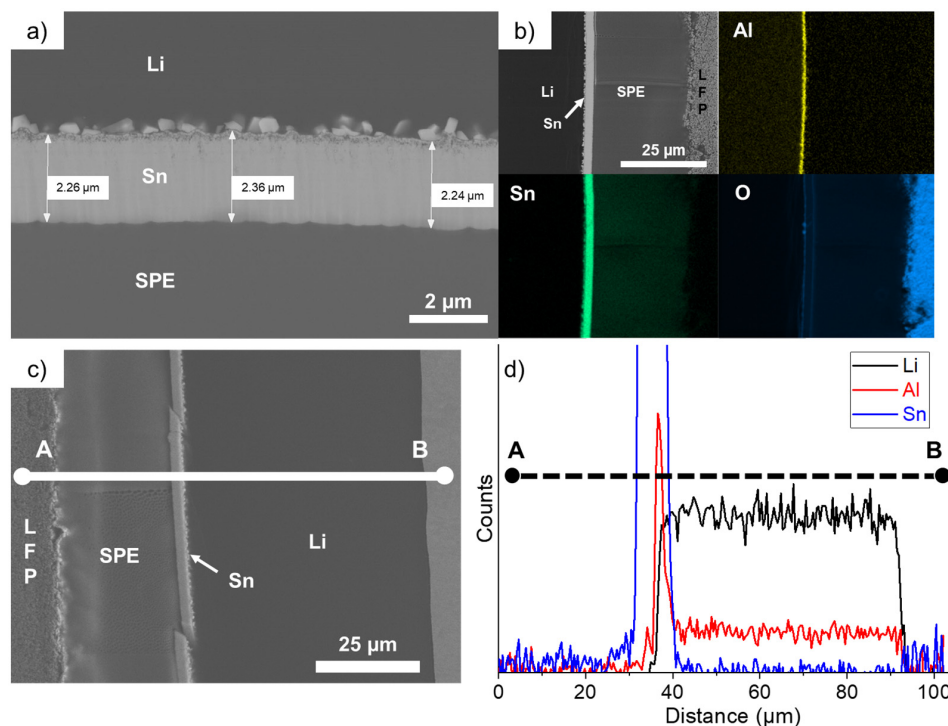 a)
Li
2.26 µm
Sn
2.36 µm
2.24 µm
SPE
2 µm
b)
Li
Sn
SPE
L
F
P
25 µm
Al
Sn
O
c)
A
B
L
F
P
SPE
Sn
Li
25 µm
d)
Li
Al
Sn
A
B
Counts
0
20
40
60
80
100
Distance (µm)